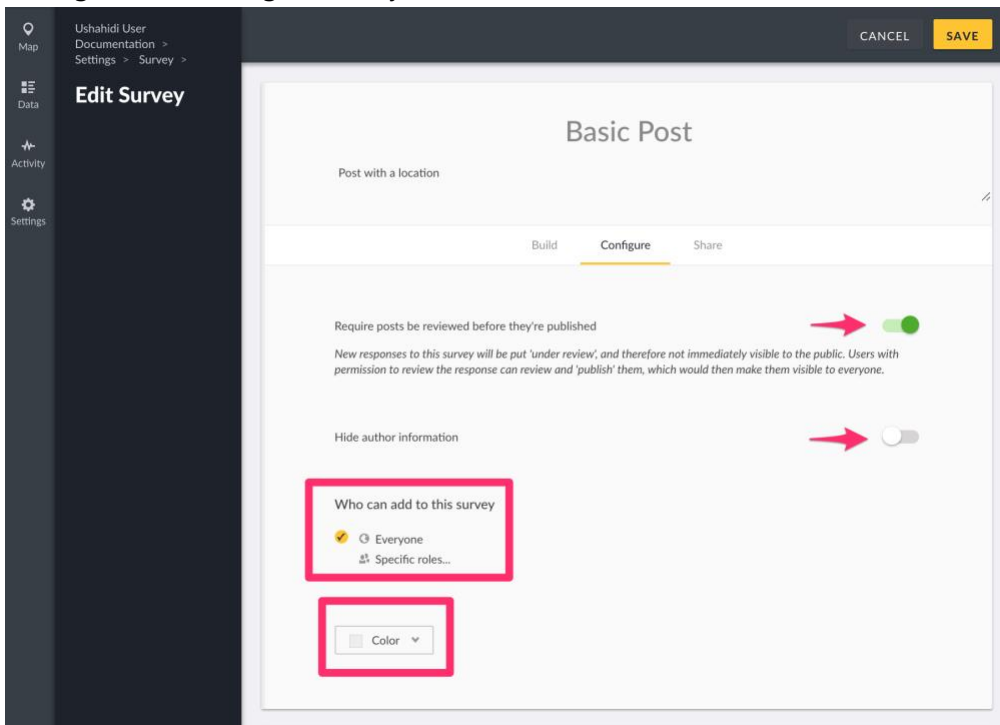 Map
Data
Activity
Settings
Ushahidi User
Documentation >
Settings > Survey >
Edit Survey
CANCEL
SAVE
Basic Post
Post with a location
Build
Configure
Share
Require posts be reviewed before they're published
New responses to this survey will be put 'under review', and therefore not immediately visible to the public. Users with
permission to review the response can review and 'publish' them, which would then make them visible to everyone.
Hide author information
Who can add to this survey
Everyone
Specific roles...
Color